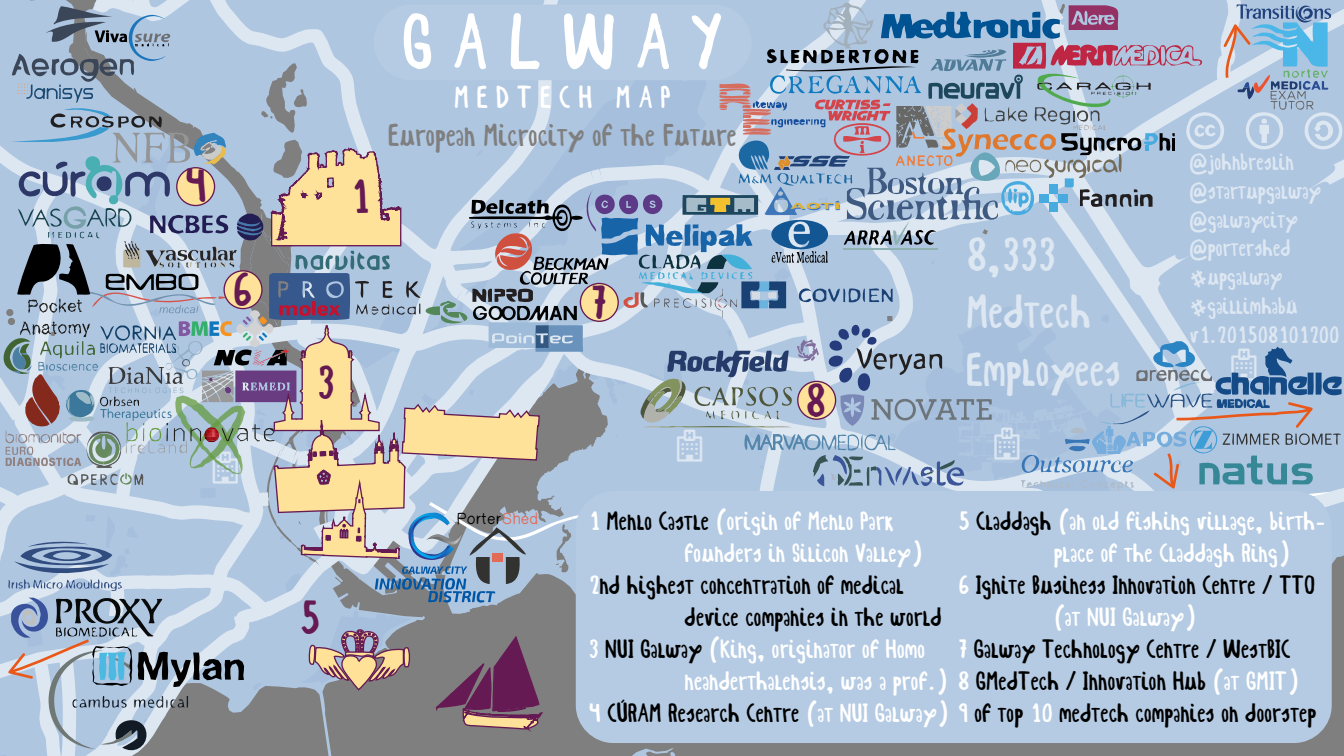 GALWAY
MEDTECH MAP
European Microcity of the Future
Vivasure
medical
Aerogen
Janisys
CROSPON
NFB
cúram 4
VASGARD
MEDICAL
NCBES
VASCULAR
SOLUTIONS
Pocket
Anatomy
embo
medical
6
VORNIA
BIOMATERIALS
BMEC
Aquila
Bioscience
NCLA
DiaNia
TECHNOLOGIES
REMEDI
Orbsen
Therapeutics
biomonitor
EURO
DIAGNOSTICA
bioinnovate
ireland
OPERCOM
1
narvitas
PROTEK
molex Medical
3
Delcath
Systems Inc
CLS
GTM
AOTI
Nelipak
eVent Medical
BECKMAN
COULTER
CLADA
MEDICAL DEVICES
NIPRO
GOODMAN
7
dL PRECISION
COVIDIEN
PoinTec
Medtronic
Alere
SLENDERTONE
ADVANT
MERITMEDICAL
CREGANNA
neuravi
CARAGH
PRECISION
Riteway
Engineering
CURTISS-
WRIGHT
mi
ANECTO
Lake Region
MEDICAL
Synecco
SyncroPhi
M&M QUALTECH
ISSE
neosurgical
Boston
Scientific
Fannin
ARRAVASC
Transitions
nortev
MEDICAL
EXAM
TUTOR
@johnbreslin
@startupgalway
@galwaycity
@portershed
#upgalway
#gaillimhabu
v1.201508101200
8,333
Medtech
Employees
Rockfield
Veryan
CAPSOS
MEDICAL
8
NOVATE
MARVAOMEDICAL
Envaste
areneco
LIFEWAVE
chanelle
MEDICAL
APOS
ZIMMER BIOMET
Outsource
Technical Concepts
natus
PorterShed
GALWAY CITY
INNOVATION
DISTRICT
Irish Micro Mouldings
PROXY
BIOMEDICAL
Mylan
cambus medical
5
1 Menlo Castle (origin of Menlo Park
founders in Silicon Valley)
2nd highest concentration of medical
device companies in the world
3 NUI Galway (King, originator of Homo
neanderthalensis, was a prof.)
4 CÚRAM Research Centre (at NUI Galway)
5 Claddagh (an old fishing village, birth-
place of the Claddagh Ring)
6 Ignite Business Innovation Centre / TTO
(at NUI Galway)
7 Galway Technology Centre / WestBIC
8 GMedTech / Innovation Hub (at GMIT)
9 of top 10 medtech companies on doorstep